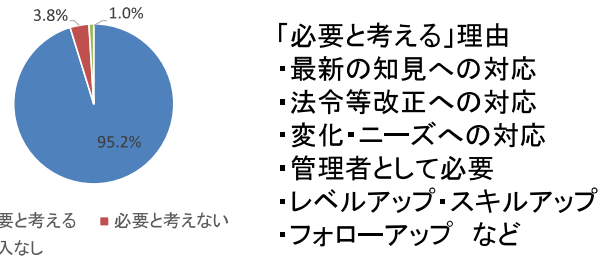 3.8%
1.0%
95.2%
要と考える ■ 必要と考えない
入なし
「必要と考える」理由
・最新の知見への対応
・法令等改正への対応
・変化・ニーズへの対応
・管理者として必要
・レベルアップ・スキルアップ
・フォローアップ　など